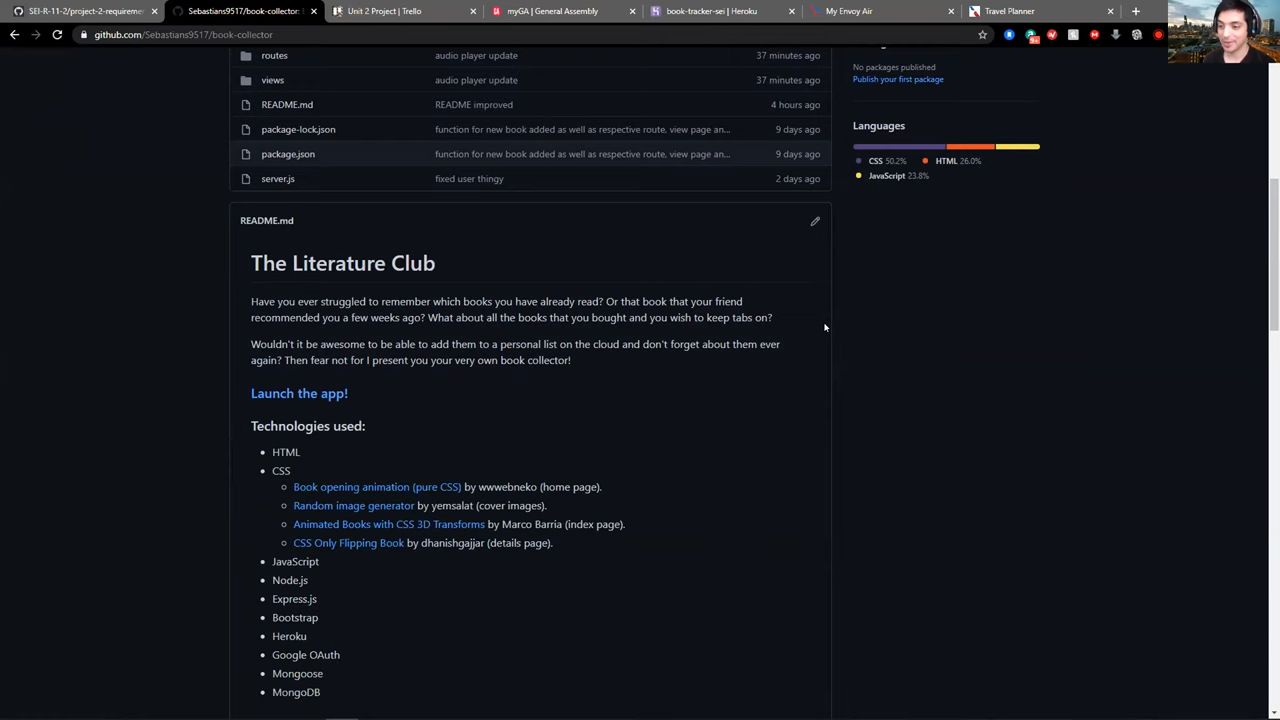 SEI-R-11-2/project-2-requireme
Sebastians9517/book-collector:
Unit 2 Project | Trello
myGA | General Assembly
book-tracker-sei | Heroku
My Envoy Air
Travel Planner
github.com/Sebastians9517/book-collector
routes audio player update 37 minutes ago
views audio player update 37 minutes ago
README.md README improved 4 hours ago
package-lock.json function for new book added as well as respective route, view page an... 9 days ago
package.json function for new book added as well as respective route, view page an... 9 days ago
server.js fixed user thingy 2 days ago
No packages published
Publish your first package
Languages
CSS 50.2% HTML 26.0%
JavaScript 23.8%
README.md
The Literature Club
Have you ever struggled to remember which books you have already read? Or that book that your friend
recommended you a few weeks ago? What about all the books that you bought and you wish to keep tabs on?
Wouldn't it be awesome to be able to add them to a personal list on the cloud and don't forget about them ever
again? Then fear not for I present you your very own book collector!
Launch the app!
Technologies used:
HTML
CSS
Book opening animation (pure CSS) by wwwebneko (home page).
Random image generator by yemsalat (cover images).
Animated Books with CSS 3D Transforms by Marco Barria (index page).
CSS Only Flipping Book by dhanishgajjar (details page).
JavaScript
Node.js
Express.js
Bootstrap
Heroku
Google OAuth
Mongoose
MongoDB